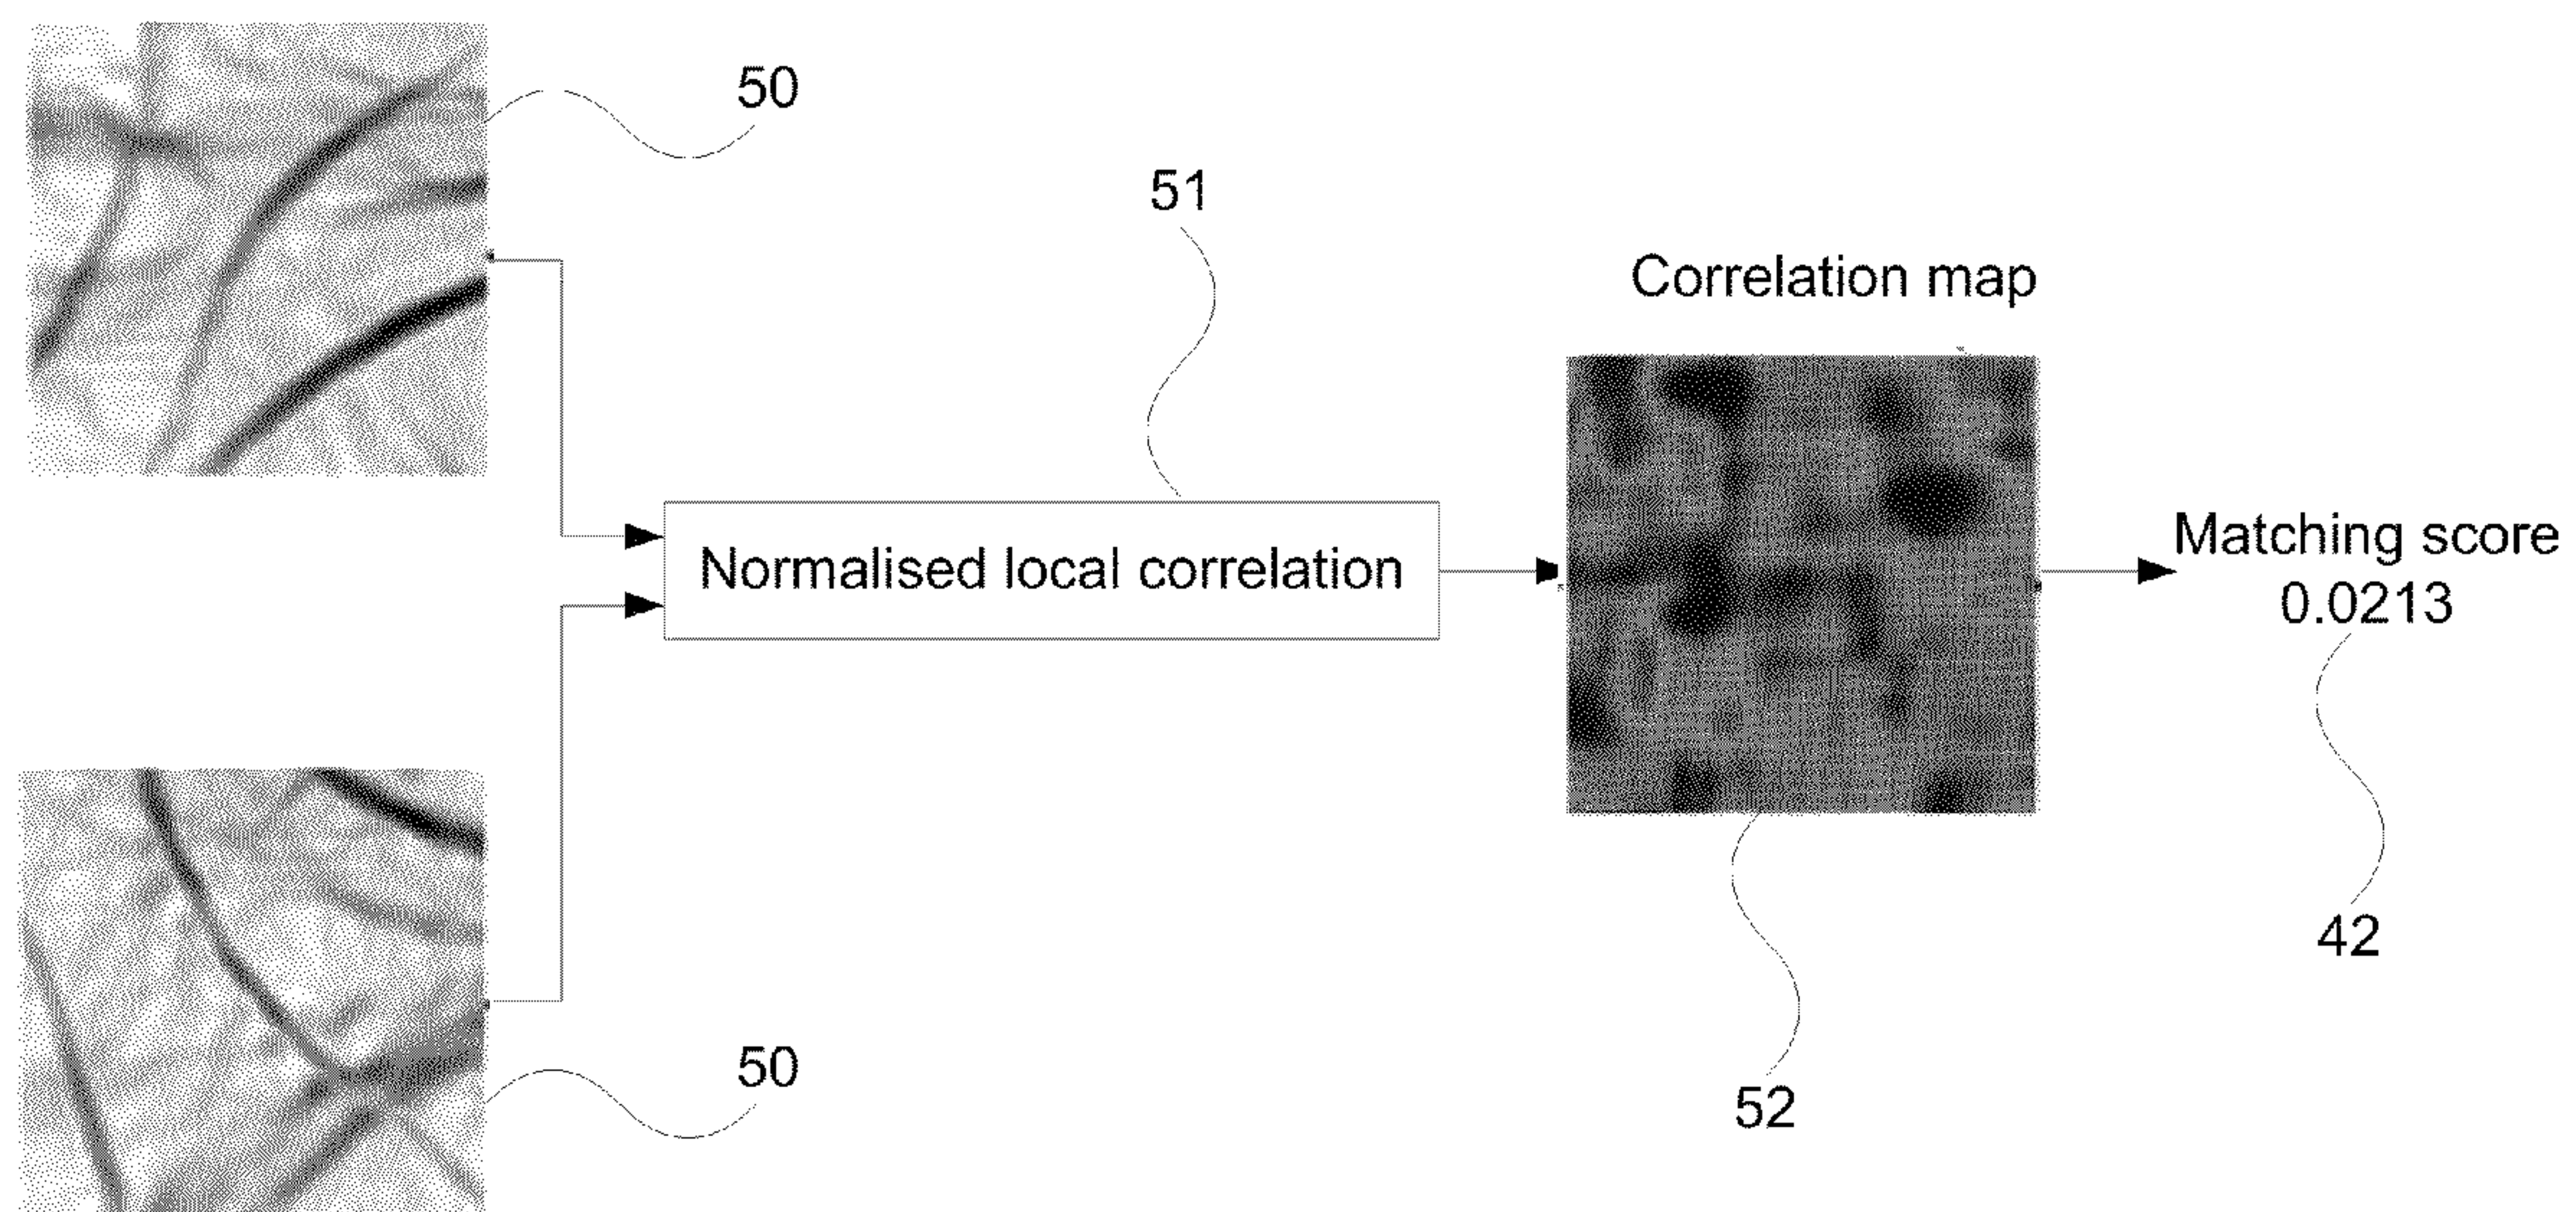 50
51
Correlation map
Normalised local correlation
Matching score
0.0213
42
50
52